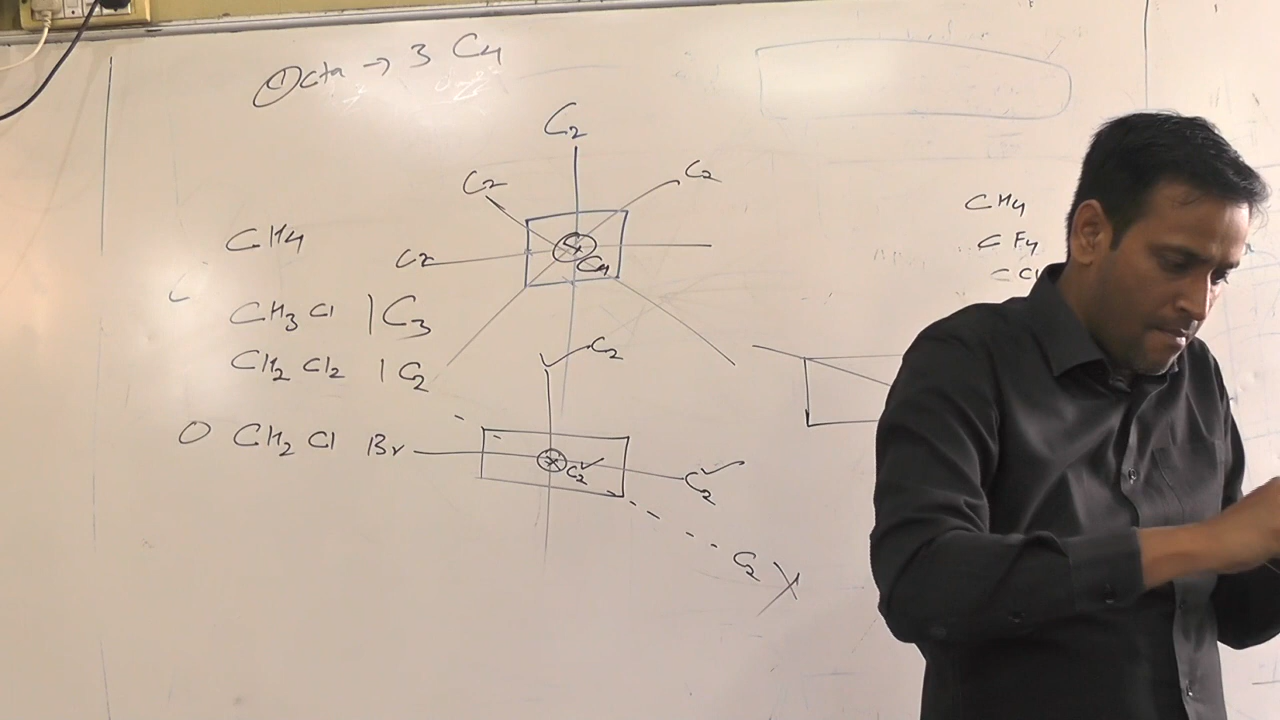 Octa → 3 C4
C2
C2
C2
C2
C4
CH4
CH3 Cl | C3
CH2 Cl2 | C2
CH2 Cl Br
C2
C2
C2
C2
CH4
CF4
CCl